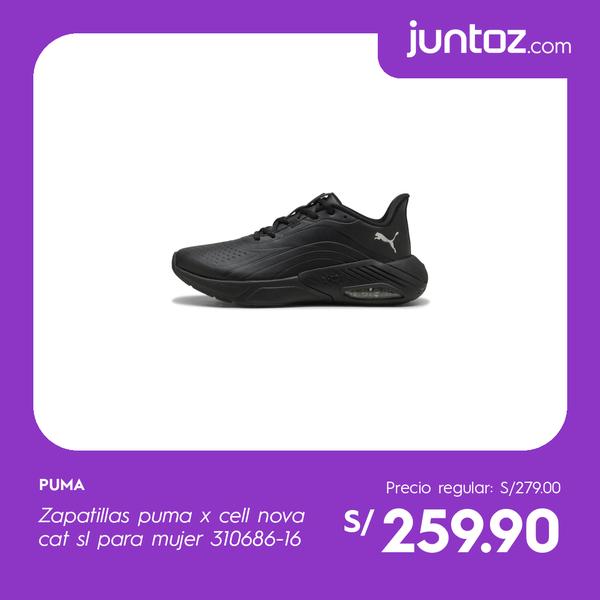 juntoz.com
PUMA
Zapatillas puma x cell nova
cat sl para mujer 310686-16
Precio regular: S/279.00
S/259.90